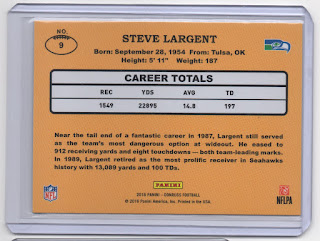 NO.
9
STEVE LARGENT
Born: September 28, 1954 From: Tulsa, OK
Height: 5' 11" Weight: 187
CAREER TOTALS
REC YDS AVG TD
1549 22895 14.8 197
Near the tail end of a fantastic career in 1987, Largent still served
as the team's most dangerous option at wideout. He eased to
912 receiving yards and eight touchdowns — both team-leading marks.
In 1989, Largent retired as the most prolific receiver in Seahawks
history with 13,089 yards and 100 TDs.
NFL
PANINI
NFLPA
2016 PANINI - DONRUSS FOOTBALL
© 2016 Panini America, Inc. Printed in the USA.